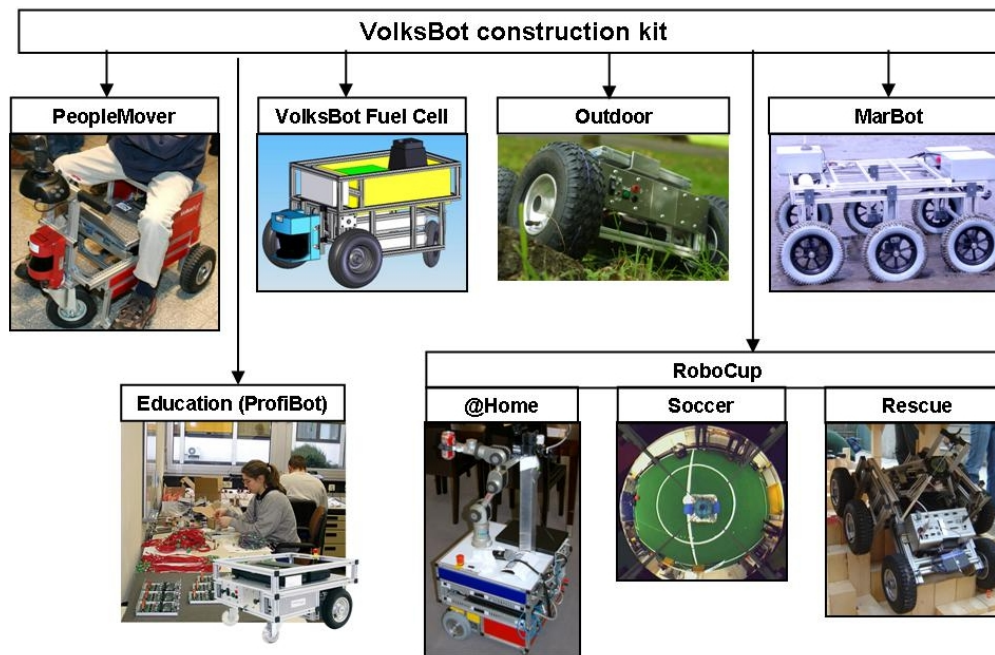 VolksBot construction kit
PeopleMover
VolksBot Fuel Cell
Outdoor
MarBot
Education (ProfiBot)
RoboCup
@Home
Soccer
Rescue